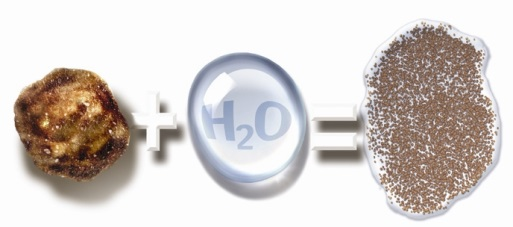 + H₂O =